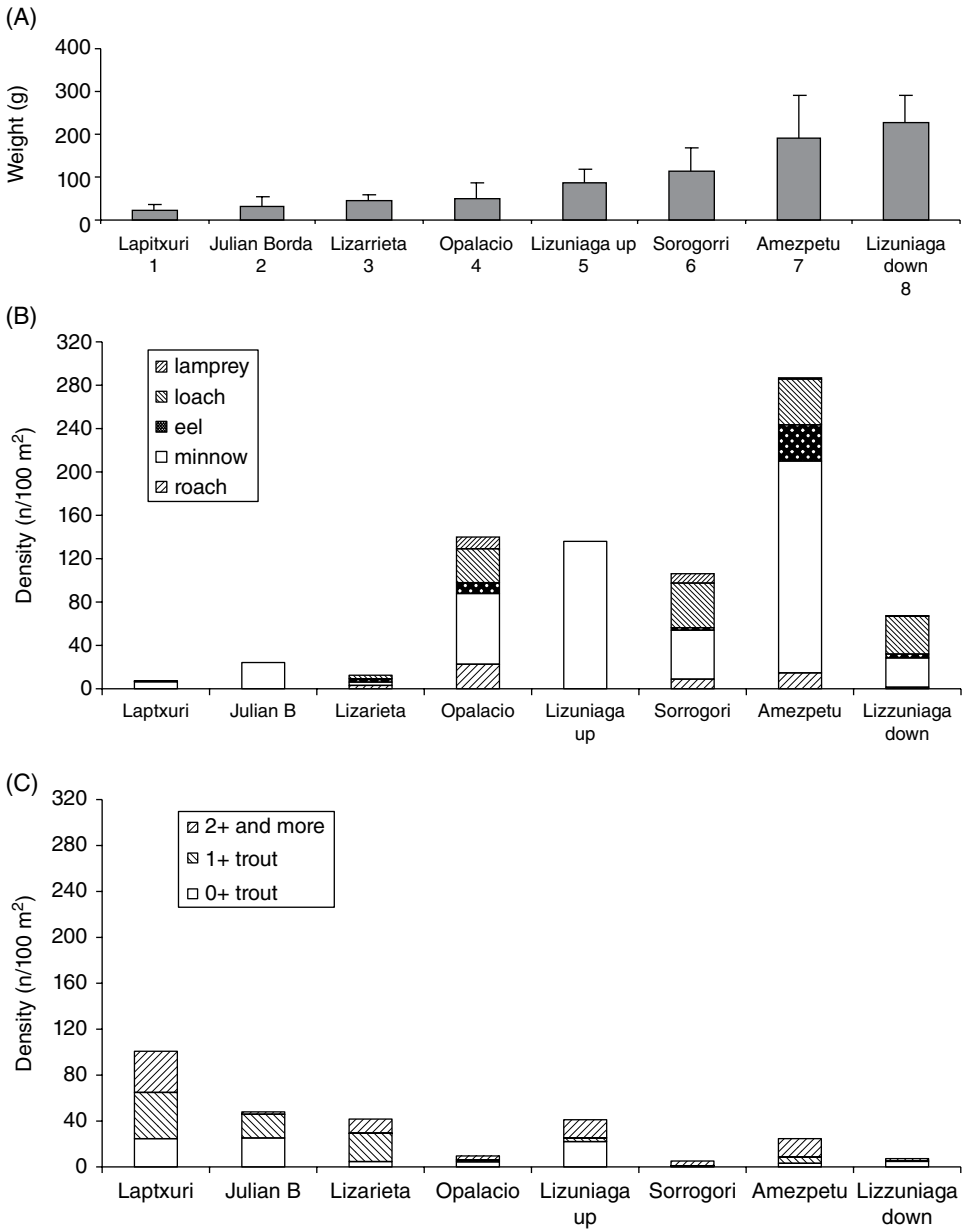 (A)
400
300
200
100
0
Weight (g)
Lapitxuri Julian Borda Lizarrieta Opalacio Lizuniaga up Sorogorri Amezpetu Lizuniaga
1 2 3 4 5 6 7 down
8
(B)
320
280
240
200
160
120
80
40
0
Density (n/100 m²)
lamprey
loach
eel
minnow
roach
Laptxuri Julian B Lizarieta Opalacio Lizuniaga Sorrogori Amezpetu Lizzuniaga
up down
(C)
320
280
240
200
160
120
80
40
0
Density (n/100 m²)
2+ and more
1+ trout
0+ trout
Laptxuri Julian B Lizarieta Opalacio Lizuniaga Sorrogori Amezpetu Lizzuniaga
up down